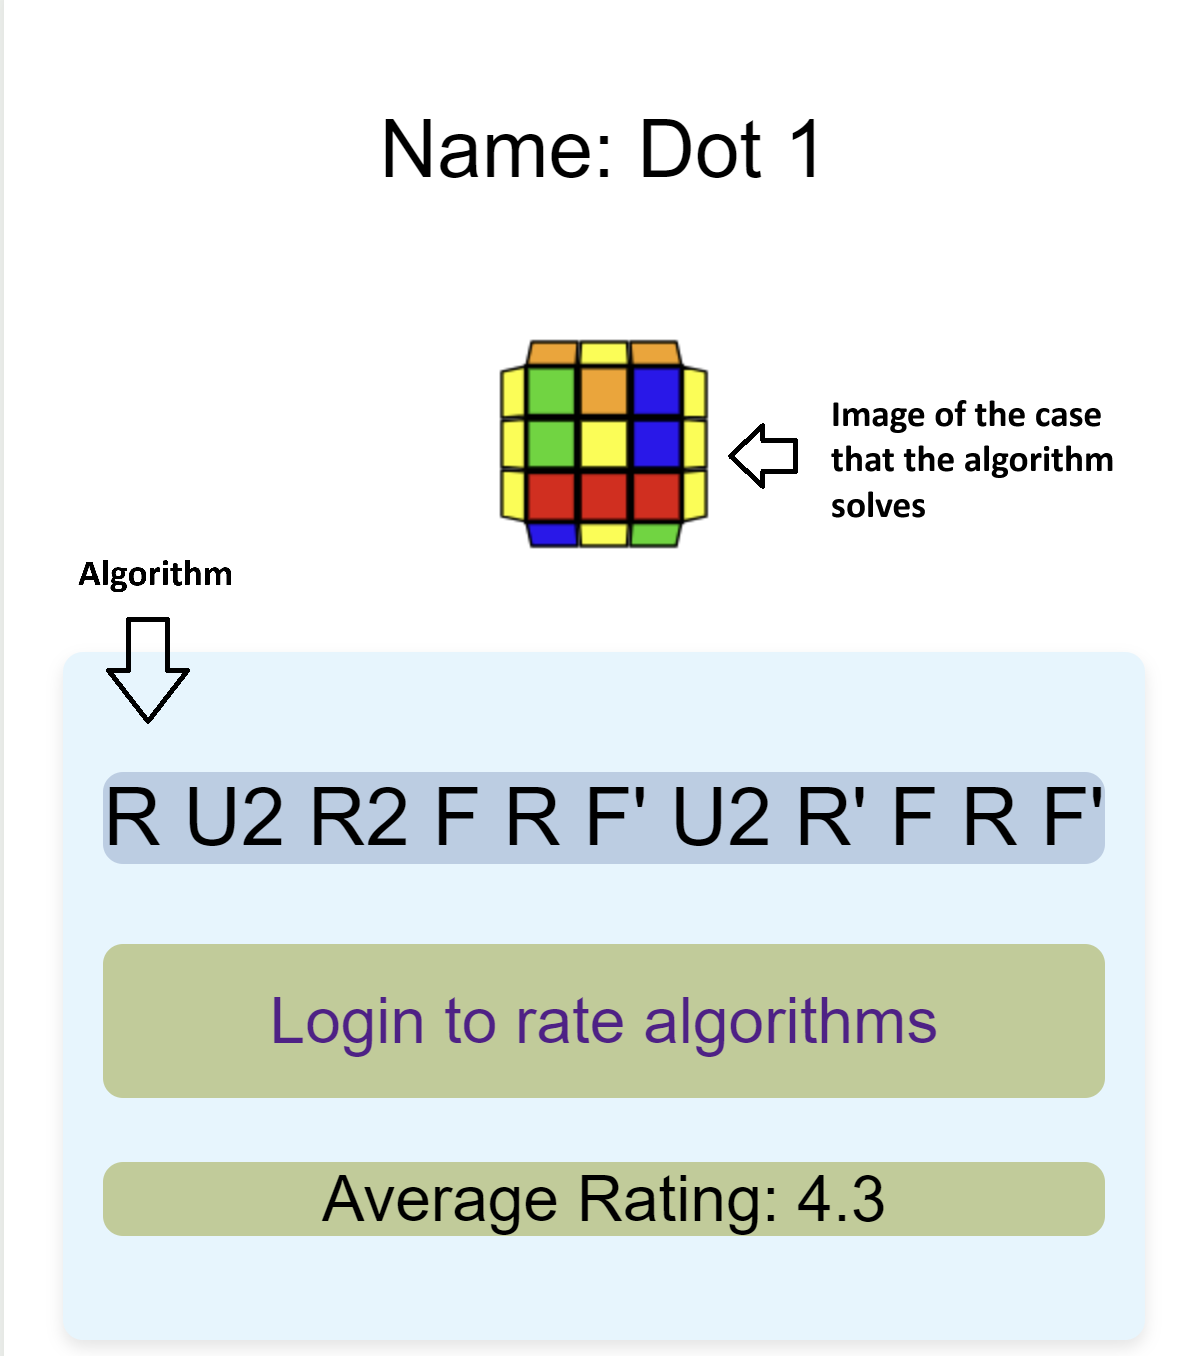 Name: Dot 1
Image of the case
that the algorithm
solves
Algorithm
R U2 R2 F R F' U2 R' F R F'
Login to rate algorithms
Average Rating: 4.3